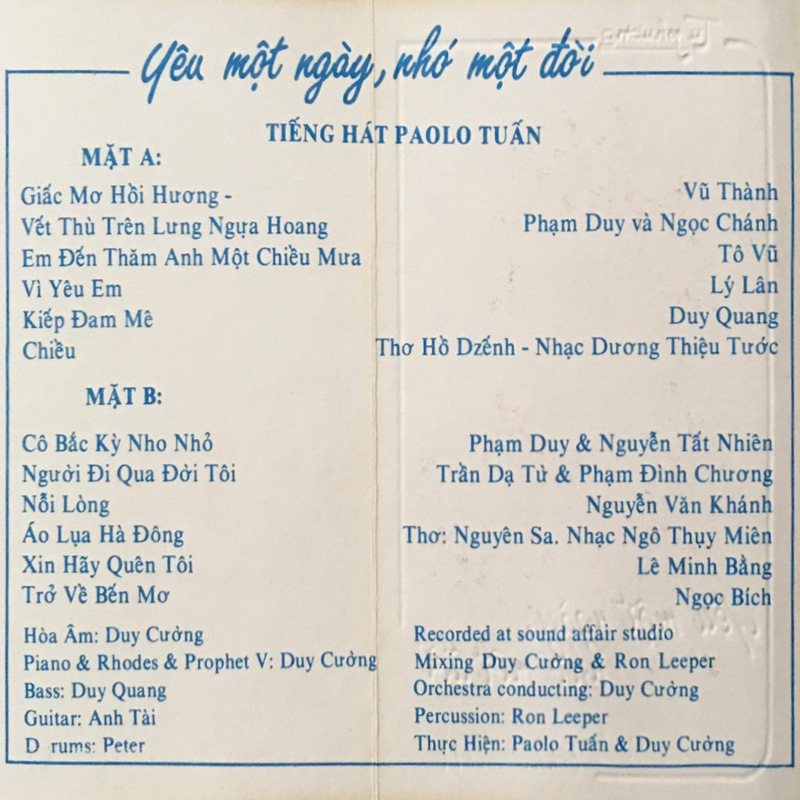 Yêu một ngày, nhớ một đời
TIẾNG HÁT PAOLO TUẤN
MẶT A:
Giấc Mơ Hồi Hương - Vũ Thành
Vết Thù Trên Lưng Ngựa Hoang Phạm Duy và Ngọc Chánh
Em Đến Thăm Anh Một Chiều Mưa Tô Vũ
Vì Yêu Em Lý Lân
Kiếp Đam Mê Duy Quang
Chiều Thơ Hồ Dzếnh - Nhạc Dương Thiệu Tước
MẶT B:
Cô Bắc Kỳ Nho Nhỏ Phạm Duy & Nguyễn Tất Nhiên
Người Đi Qua Đời Tôi Trần Dạ Từ & Phạm Đình Chương
Nỗi Lòng Nguyễn Văn Khánh
Áo Lụa Hà Đông Thơ: Nguyên Sa. Nhạc Ngô Thụy Miên
Xin Hãy Quên Tôi Lê Minh Bằng
Trở Về Bến Mơ Ngọc Bích
Hòa Âm: Duy Cường Recorded at sound affair studio
Piano & Rhodes & Prophet V: Duy Cường Mixing Duy Cường & Ron Leeper
Bass: Duy Quang Orchestra conducting: Duy Cường
Guitar: Anh Tài Percussion: Ron Leeper
D rums: Peter Thực Hiện: Paolo Tuấn & Duy Cường